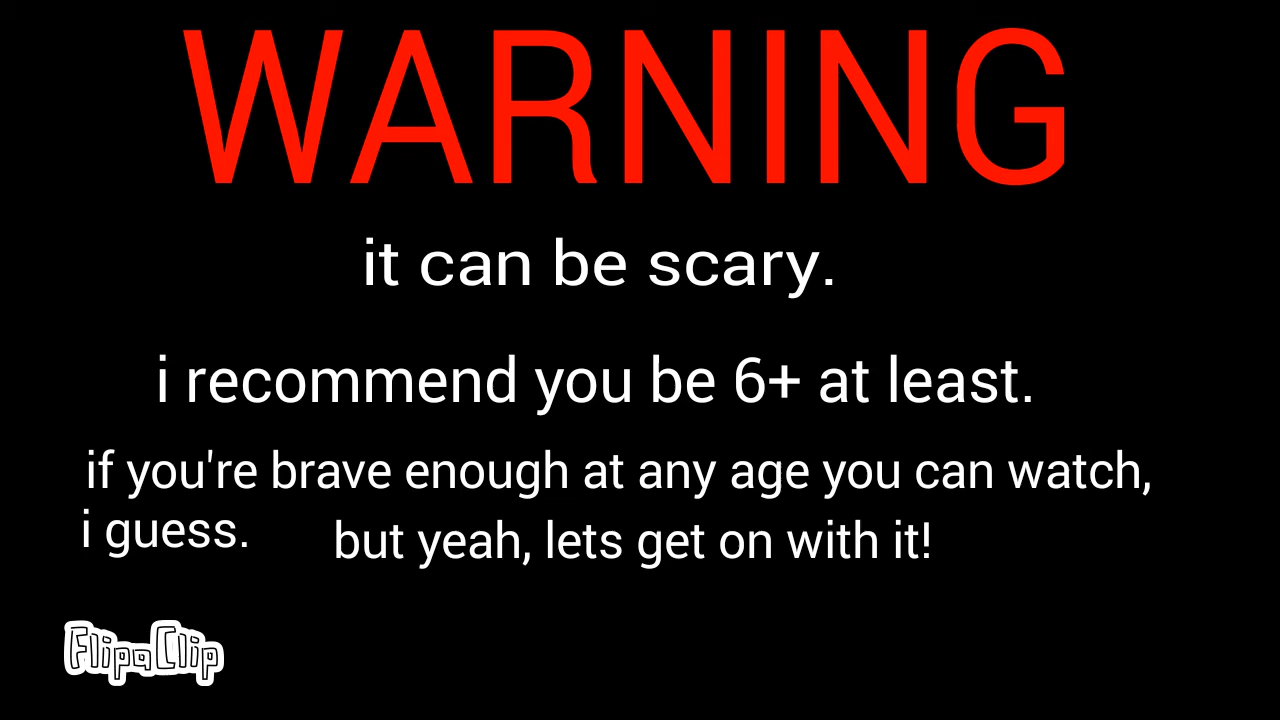 WARNING
it can be scary.
i recommend you be 6+ at least.
if you're brave enough at any age you can watch,
i guess.
but yeah, lets get on with it!
FlipaClip